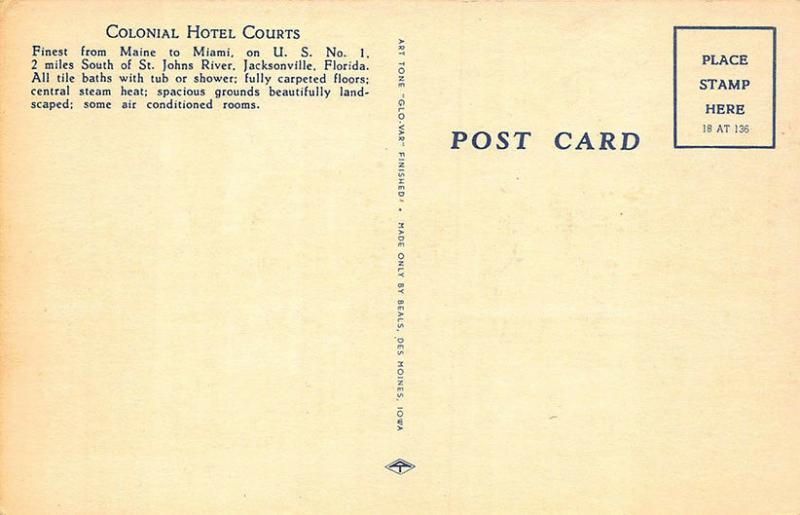 COLONIAL HOTEL COURTS
Finest from Maine to Miami, on U. S. No. 1,
2 miles South of St. Johns River, Jacksonville, Florida.
All tile baths with tub or shower; fully carpeted floors;
central steam heat; spacious grounds beautifully land-
scaped; some air conditioned rooms.
ART TONE "GLO-VAR" FINISHED • MADE ONLY BY BEALS, DES MOINES, IOWA
POST CARD
PLACE
STAMP
HERE
18 AT 136